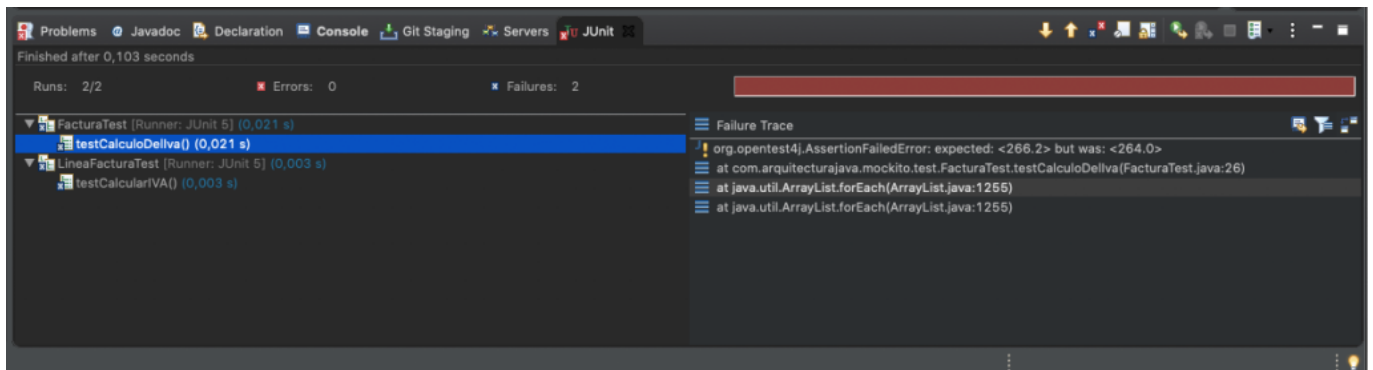 Problems @ Javadoc Declaration Console Git Staging Servers JUnit
Finished after 0,103 seconds
Runs: 2/2 Errors: 0 Failures: 2
FacturaTest [Runner: JUnit 5] (0,021 s)
testCalculoDelIva() (0,021 s)
LineaFacturaTest [Runner: JUnit 5] (0,003 s)
testCalcularIVA() (0,003 s)
Failure Trace
org.opentest4j.AssertionFailedError: expected: <266.2> but was: <264.0>
at com.arquitecturajava.mockito.test.FacturaTest.testCalculoDelIva(FacturaTest.java:26)
at java.util.ArrayList.forEach(ArrayList.java:1255)
at java.util.ArrayList.forEach(ArrayList.java:1255)